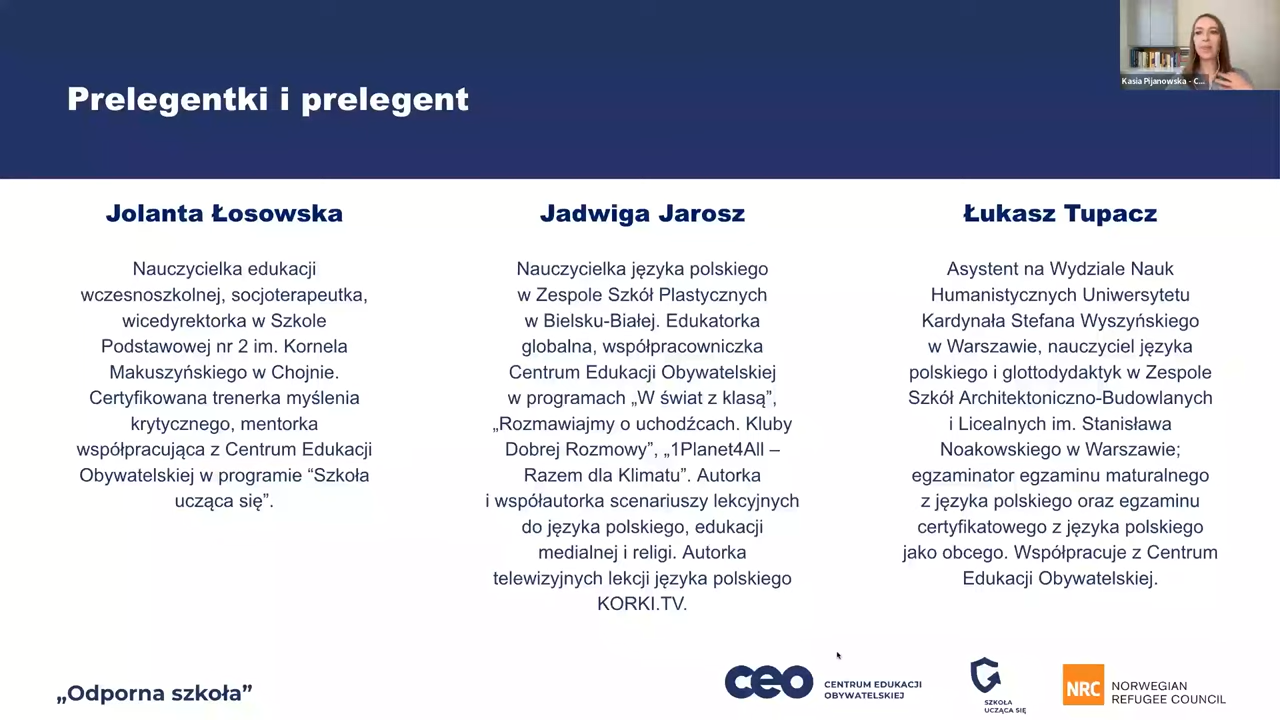 Kasia Pijanowska - C...
Prelegentki i prelegent
Jolanta Łosowska
Nauczycielka edukacji
wczesnoszkolnej, socjoterapeutka,
wicedyrektorka w Szkole
Podstawowej nr 2 im. Kornela
Makuszyńskiego w Chojnie.
Certyfikowana trenerka myślenia
krytycznego, mentorka
współpracująca z Centrum Edukacji
Obywatelskiej w programie “Szkoła
ucząca się”.
Jadwiga Jarosz
Nauczycielka języka polskiego
w Zespole Szkół Plastycznych
w Bielsku-Białej. Edukatorka
globalna, współpracowniczka
Centrum Edukacji Obywatelskiej
w programach „W świat z klasą”,
„Rozmawiajmy o uchodźcach. Kluby
Dobrej Rozmowy”, „1Planet4All –
Razem dla Klimatu”. Autorka
i współautorka scenariuszy lekcyjnych
do języka polskiego, edukacji
medialnej i religi. Autorka
telewizyjnych lekcji języka polskiego
KORKI.TV.
Łukasz Tupacz
Asystent na Wydziale Nauk
Humanistycznych Uniwersytetu
Kardynała Stefana Wyszyńskiego
w Warszawie, nauczyciel języka
polskiego i glottodydaktyk w Zespole
Szkół Architektoniczno-Budowlanych
i Licealnych im. Stanisława
Noakowskiego w Warszawie;
egzaminator egzaminu maturalnego
z języka polskiego oraz egzaminu
certyfikatowego z języka polskiego
jako obcego. Współpracuje z Centrum
Edukacji Obywatelskiej.
„Odporna szkoła”
ceo
CENTRUM EDUKACJI
OBYWATELSKIEJ
SZKOŁA
UCZĄCA SIĘ
NRC
NORWEGIAN
REFUGEE COUNCIL